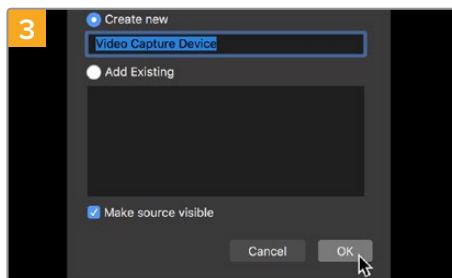 3
Create new
Video Capture Device
Add Existing
Make source visible
Cancel OK